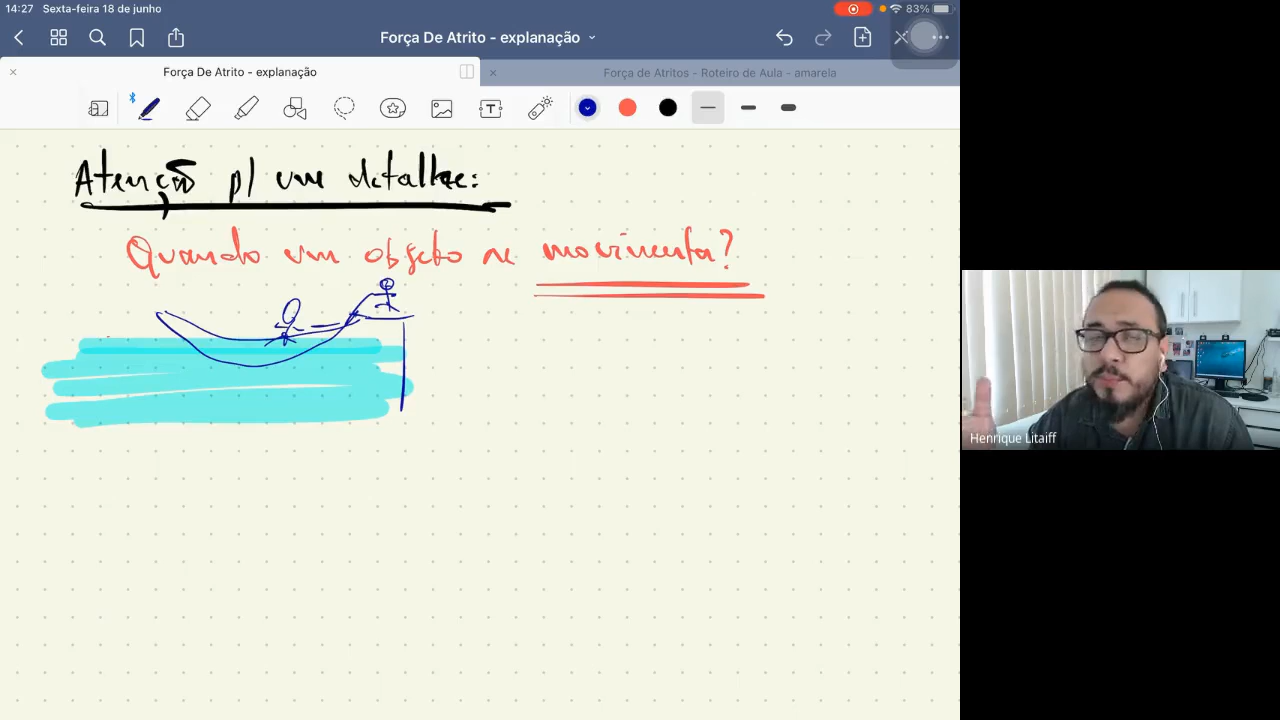 14:27 Sexta-feira 18 de junho 83%
Força De Atrito - explanação
Força De Atrito - explanação
Força de Atritos - Roteiro de Aula - amarela
Atenção p/ um detalhe:
Quando um objeto se movimenta?
Henrique Litaiff